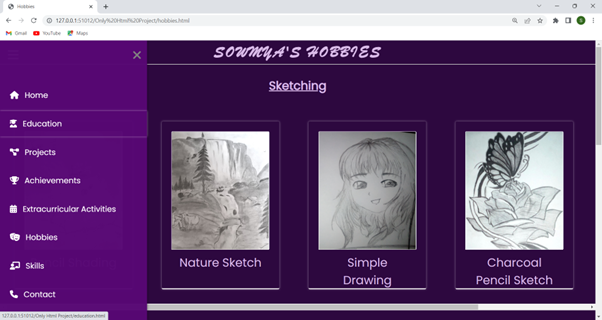 Hobbies
127.0.0.1:51012/Only%20Html%20Project/hobbies.html
S
Gmail YouTube Maps
SOUMYA'S HOBBIES
Sketching
Home
Education
Projects
Achievements
Extracurricular Activities
Hobbies
Skills
Contact
Nature Sketch
Simple
Drawing
Charcoal
Pencil Sketch
127.0.0.1:51012/Only Html Project/education.html